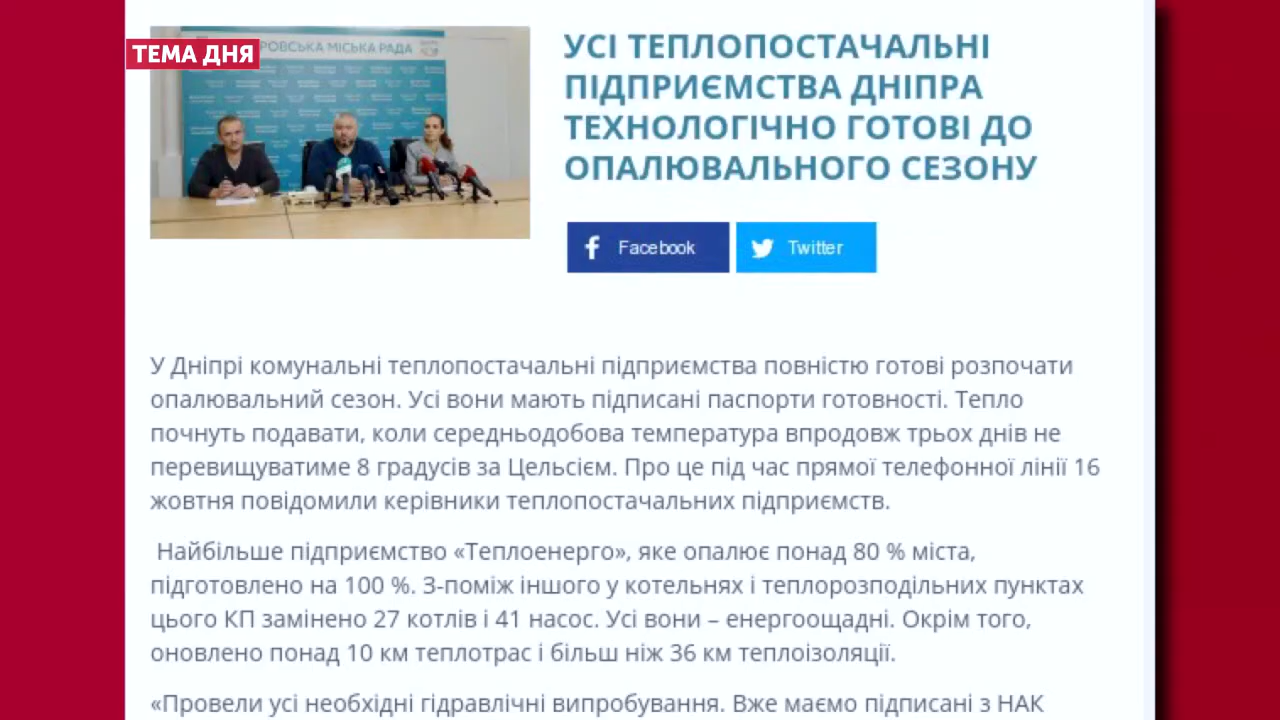 ТЕМА ДНЯ
МІСЬКА РАДА
УСІ ТЕПЛОПОСТАЧАЛЬНІ
ПІДПРИЄМСТВА ДНІПРА
ТЕХНОЛОГІЧНО ГОТОВІ ДО
ОПАЛЮВАЛЬНОГО СЕЗОНУ
Facebook
Twitter
У Дніпрі комунальні теплопостачальні підприємства повністю готові розпочати
опалювальний сезон. Усі вони мають підписані паспорти готовності. Тепло
почнуть подавати, коли середньодобова температура впродовж трьох днів не
перевищуватиме 8 градусів за Цельсієм. Про це під час прямої телефонної лінії 16
жовтня повідомили керівники теплопостачальних підприємств.
Найбільше підприємство «Теплоенерго», яке опалює понад 80 % міста,
підготовлено на 100 %. З-поміж іншого у котельнях і теплорозподільних пунктах
цього КП замінено 27 котлів і 41 насос. Усі вони – енергоощадні. Окрім того,
оновлено понад 10 км теплотрас і більш ніж 36 км теплоізоляції.
«Провели усі необхідні гідравлічні випробування. Вже маємо підписані з НАК